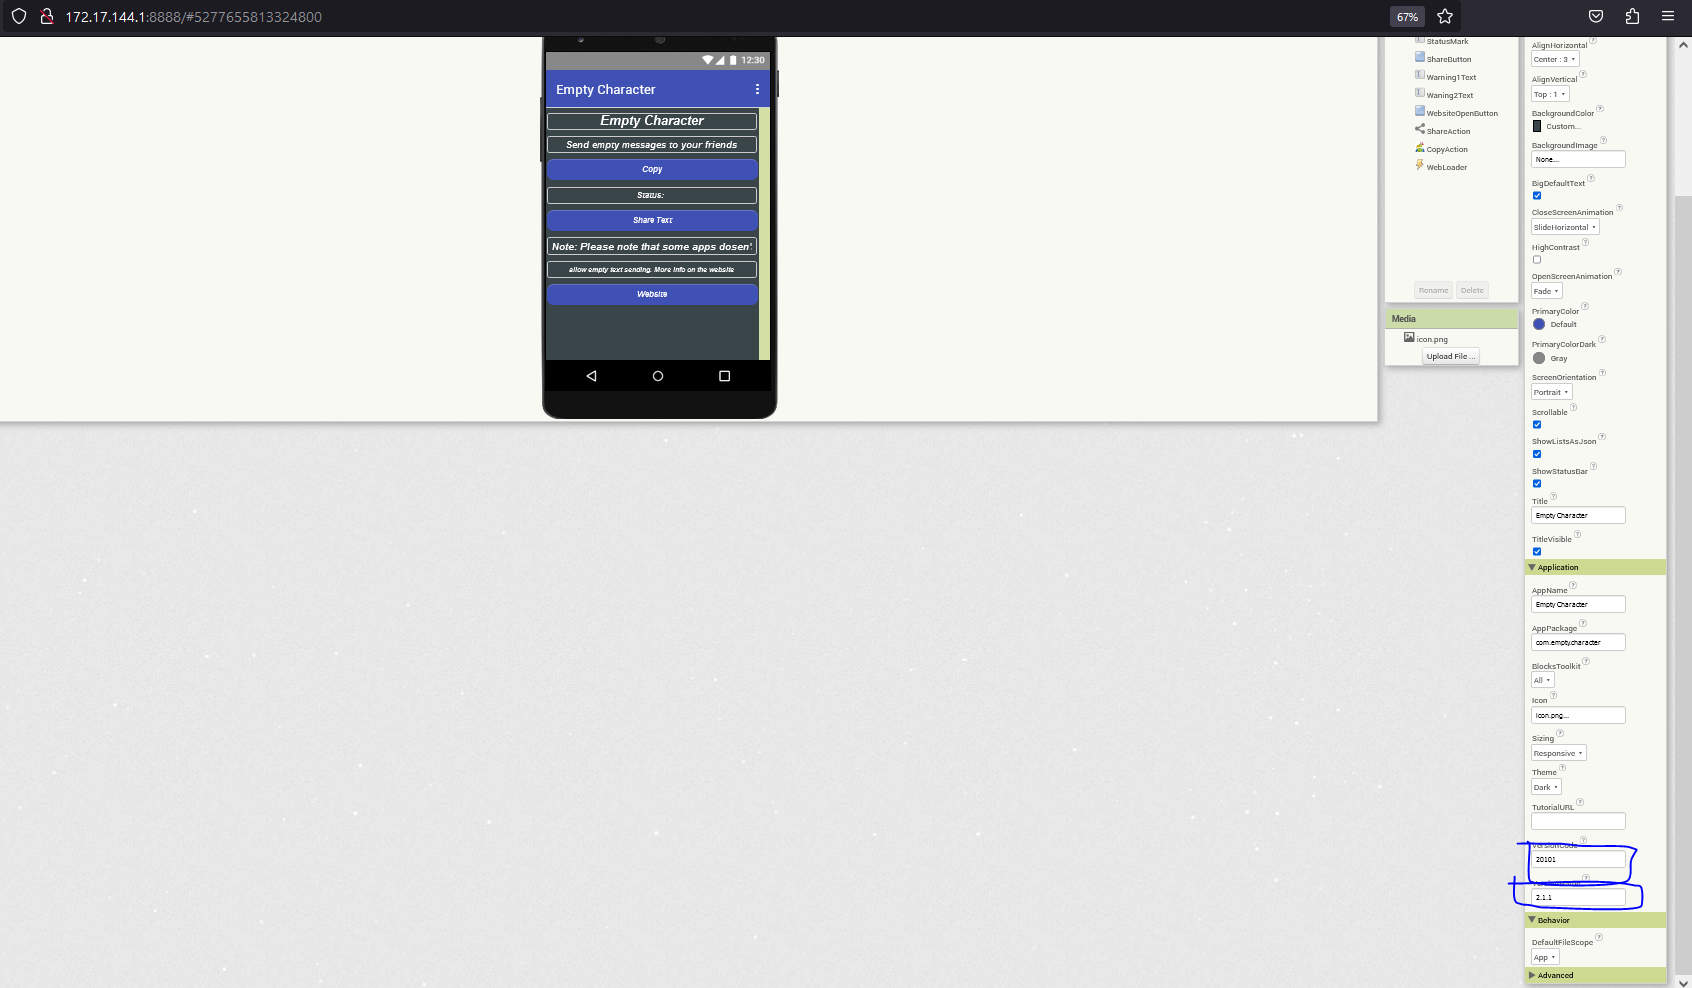 172.17.144.1:8888/#5277655813324800
67%
12:30
Empty Character
Empty Character
Send empty messages to your friends
Copy
Status:
Share Text
Note: Please note that some apps dosen'
allow empty text sending. More info on the website
Website
StatusMark
ShareButton
Warning1Text
Waning2Text
WebsiteOpenButton
ShareAction
CopyAction
WebLoader
Rename
Delete
Media
icon.png
Upload File ...
AlignHorizontal
Center : 3
AlignVertical
Top : 1
BackgroundColor
Custom...
BackgroundImage
None...
BigDefaultText
CloseScreenAnimation
SlideHorizontal
HighContrast
OpenScreenAnimation
Fade
PrimaryColor
Default
PrimaryColorDark
Gray
ScreenOrientation
Portrait
Scrollable
ShowListsAsJson
ShowStatusBar
Title
Empty Character
TitleVisible
Application
AppName
Empty Character
AppPackage
com.empty.character
BlocksToolkit
All
Icon
icon.png...
Sizing
Responsive
Theme
Dark
TutorialURL
VersionCode
20101
2.1.1
Behavior
DefaultFileScope
App
Advanced